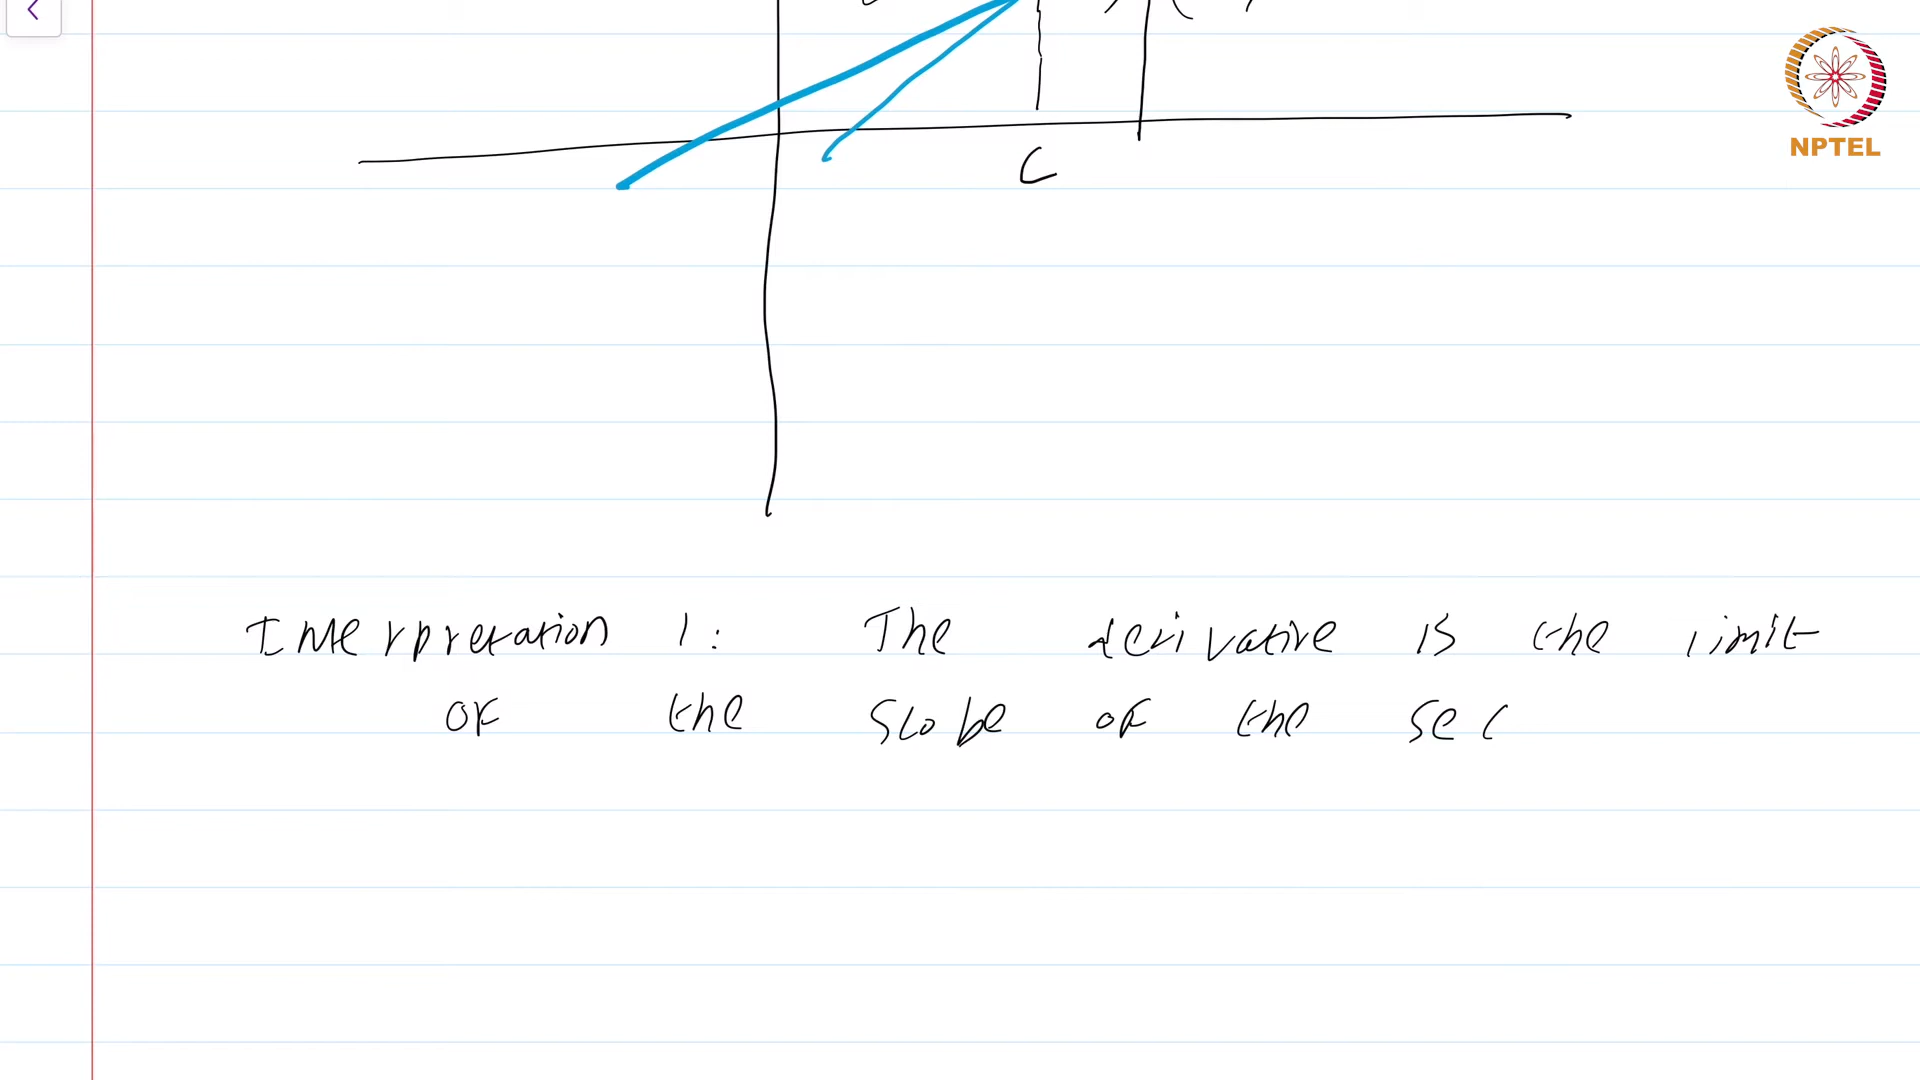 NPTEL
C
Interpretation 1: The derivative is the limit
of the slope of the sec